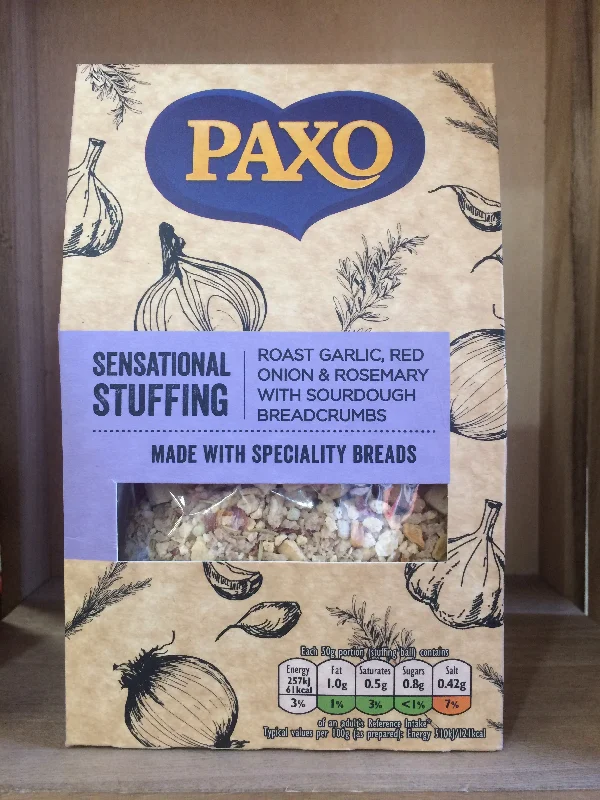 PAXO
SENSATIONAL
STUFFING
ROAST GARLIC, RED
ONION & ROSEMARY
WITH SOURDOUGH
BREADCRUMBS
MADE WITH SPECIALITY BREADS
Each 50g portion (stuffing ball) contains
Energy Fat Saturates Sugars Salt
257kJ 1.0g 0.5g 0.8g 0.42g
61kcal
3% 1% 3% <1% 7%
of an adult's Reference Intake*
Typical values per 100g (as prepared): Energy 510kJ/121kcal